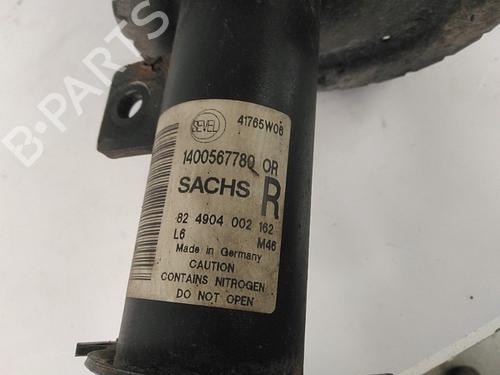 B-PARTS
SEVEL
41765W08
1400567780 OR
SACHS R
82 4904 002 162
L6 M46
Made in Germany
CAUTION
CONTAINS NITROGEN
DO NOT OPEN